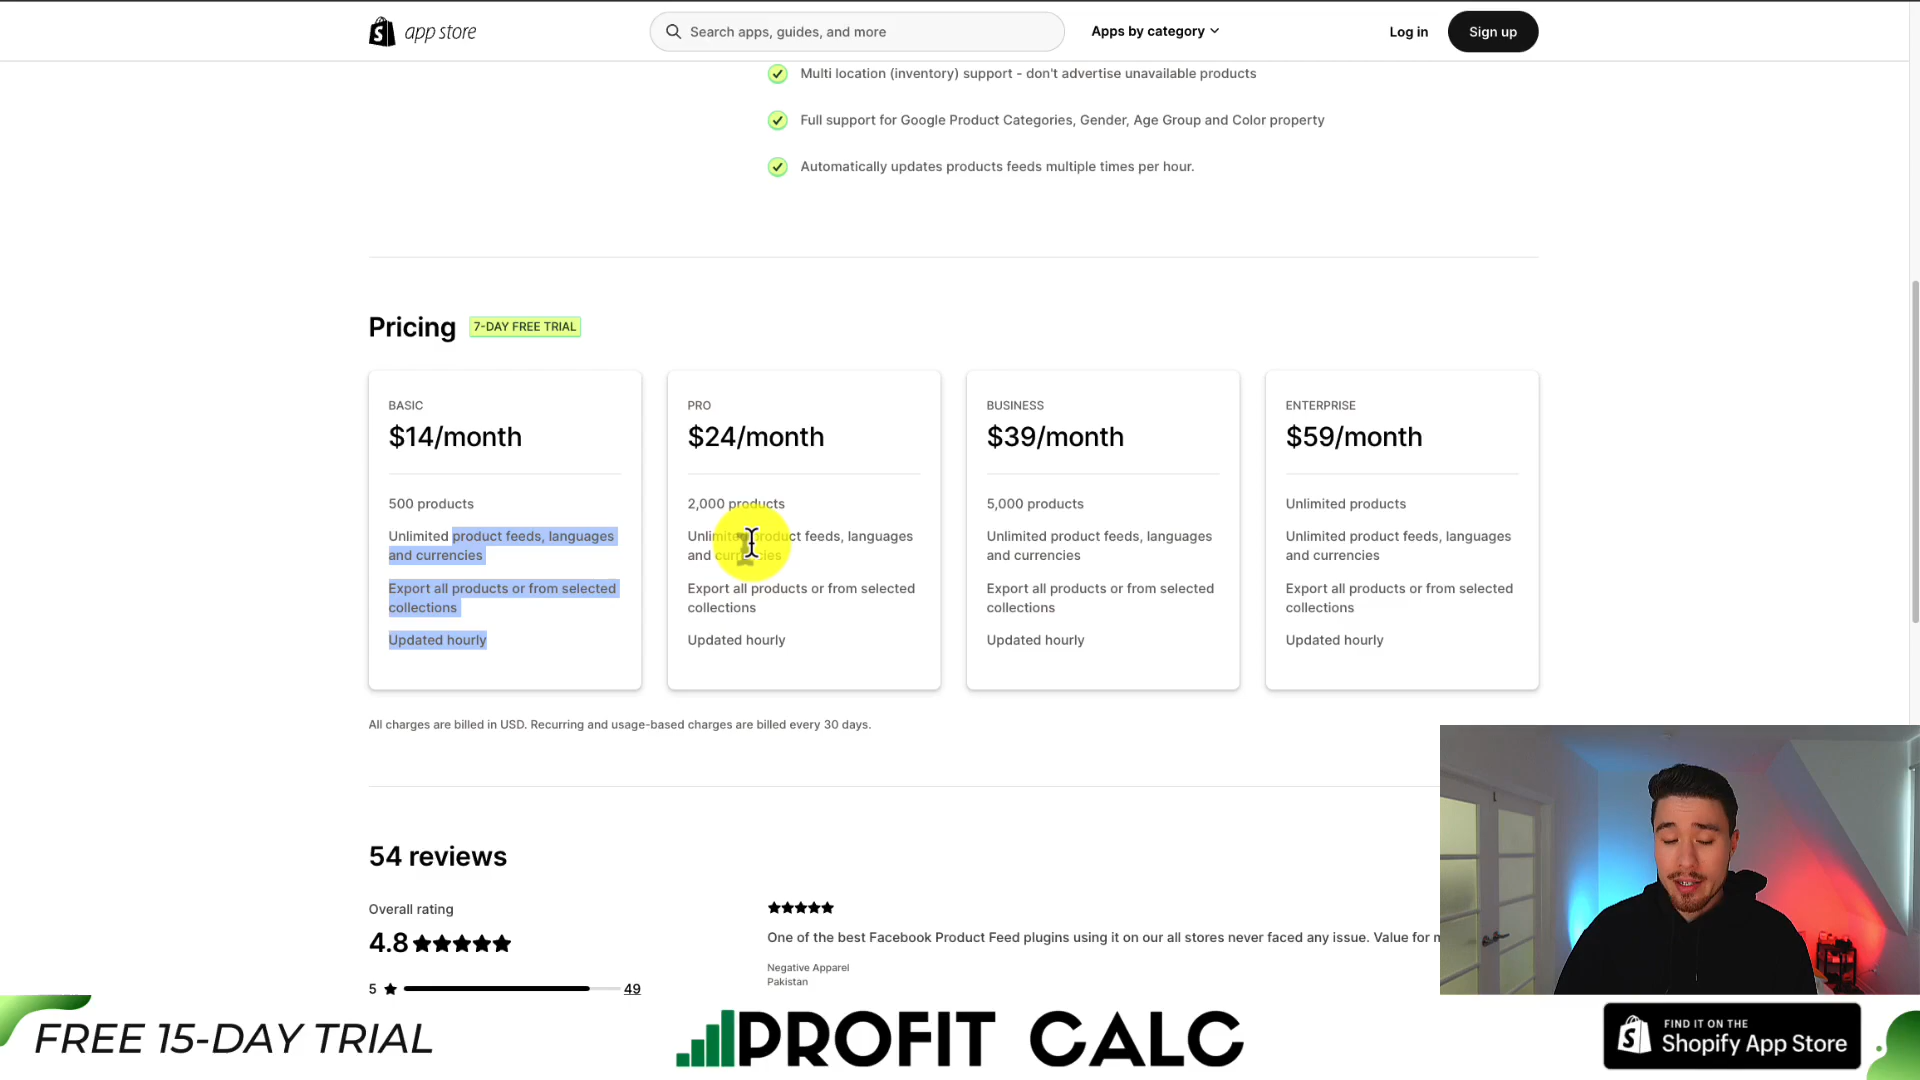 app store
Search apps, guides, and more
Apps by category
Log in
Sign up
Multi location (inventory) support - don't advertise unavailable products
Full support for Google Product Categories, Gender, Age Group and Color property
Automatically updates products feeds multiple times per hour.
Pricing
7-DAY FREE TRIAL
BASIC
$14/month
500 products
Unlimited product feeds, languages
and currencies
Export all products or from selected
collections
Updated hourly
PRO
$24/month
2,000 products
Unlimited product feeds, languages
and currencies
Export all products or from selected
collections
Updated hourly
BUSINESS
$39/month
5,000 products
Unlimited product feeds, languages
and currencies
Export all products or from selected
collections
Updated hourly
ENTERPRISE
$59/month
Unlimited products
Unlimited product feeds, languages
and currencies
Export all products or from selected
collections
Updated hourly
All charges are billed in USD. Recurring and usage-based charges are billed every 30 days.
54 reviews
Overall rating
4.8
5
49
One of the best Facebook Product Feed plugins using it on our all stores never faced any issue. Value for
Negative Apparel
Pakistan
FREE 15-DAY TRIAL
PROFIT CALC
FIND IT ON THE
Shopify App Store